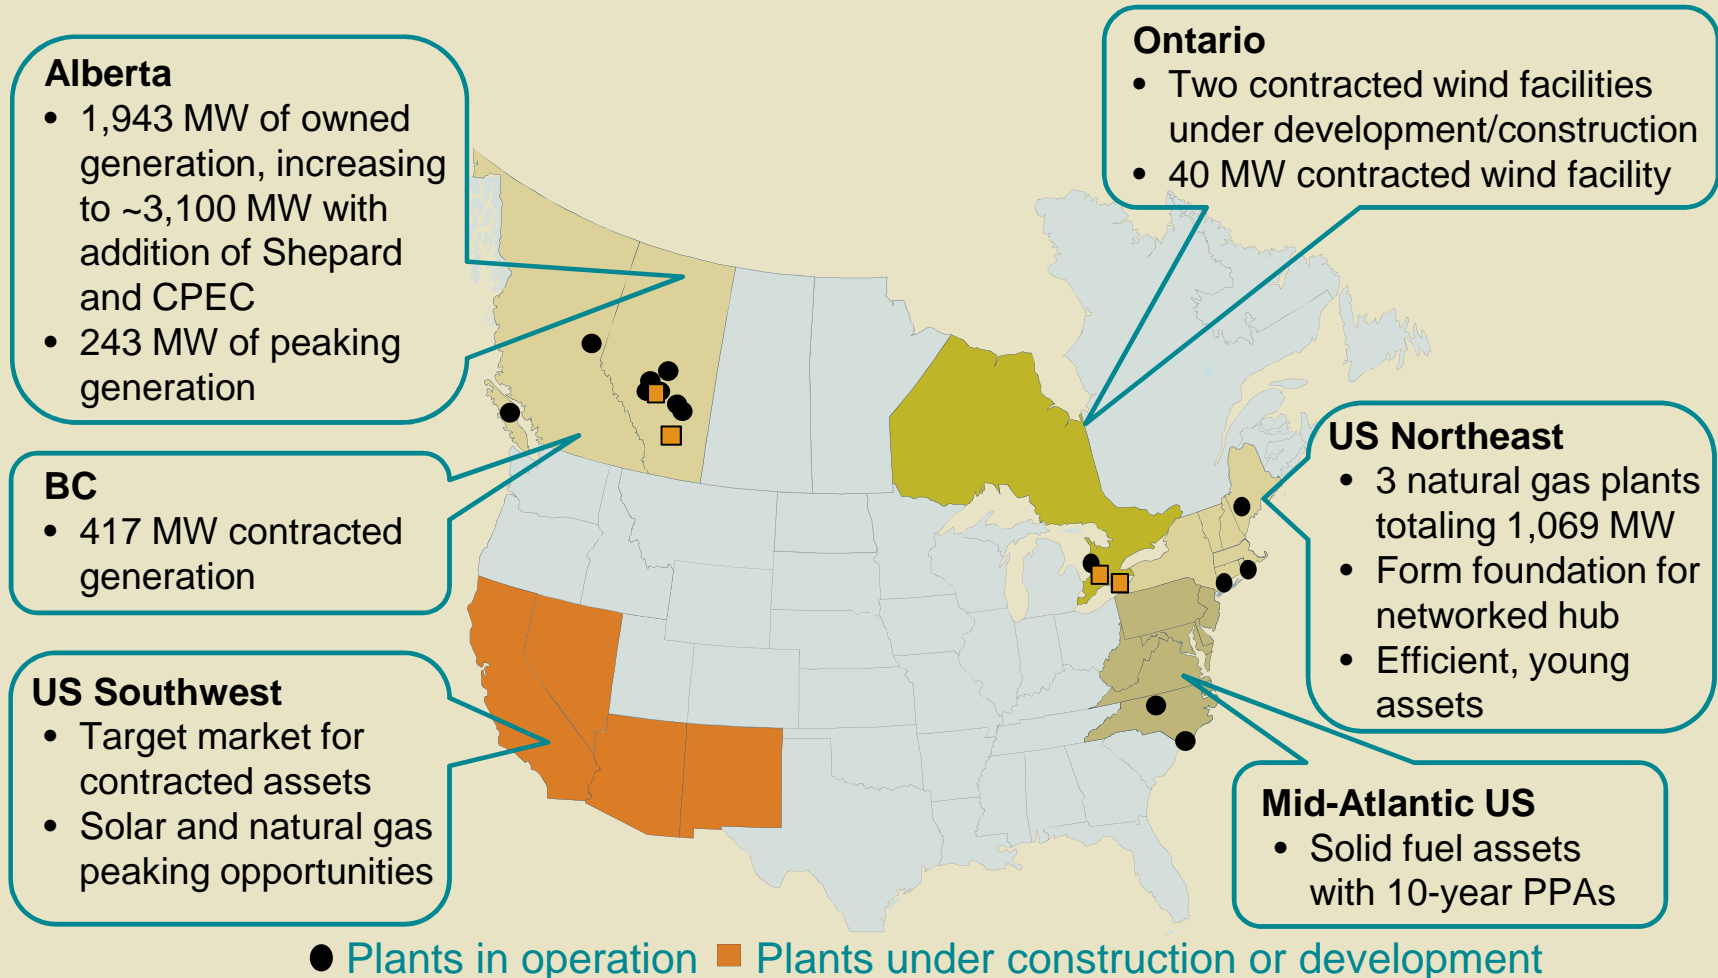 Alberta
• 1,943 MW of owned
generation, increasing
to ~3,100 MW with
addition of Shepard
and CPEC
• 243 MW of peaking
generation
BC
• 417 MW contracted
generation
US Southwest
• Target market for
contracted assets
• Solar and natural gas
peaking opportunities
Ontario
• Two contracted wind facilities
under development/construction
• 40 MW contracted wind facility
US Northeast
• 3 natural gas plants
totaling 1,069 MW
• Form foundation for
networked hub
• Efficient, young
assets
Mid-Atlantic US
• Solid fuel assets
with 10-year PPAs
Plants in operation
Plants under construction or development